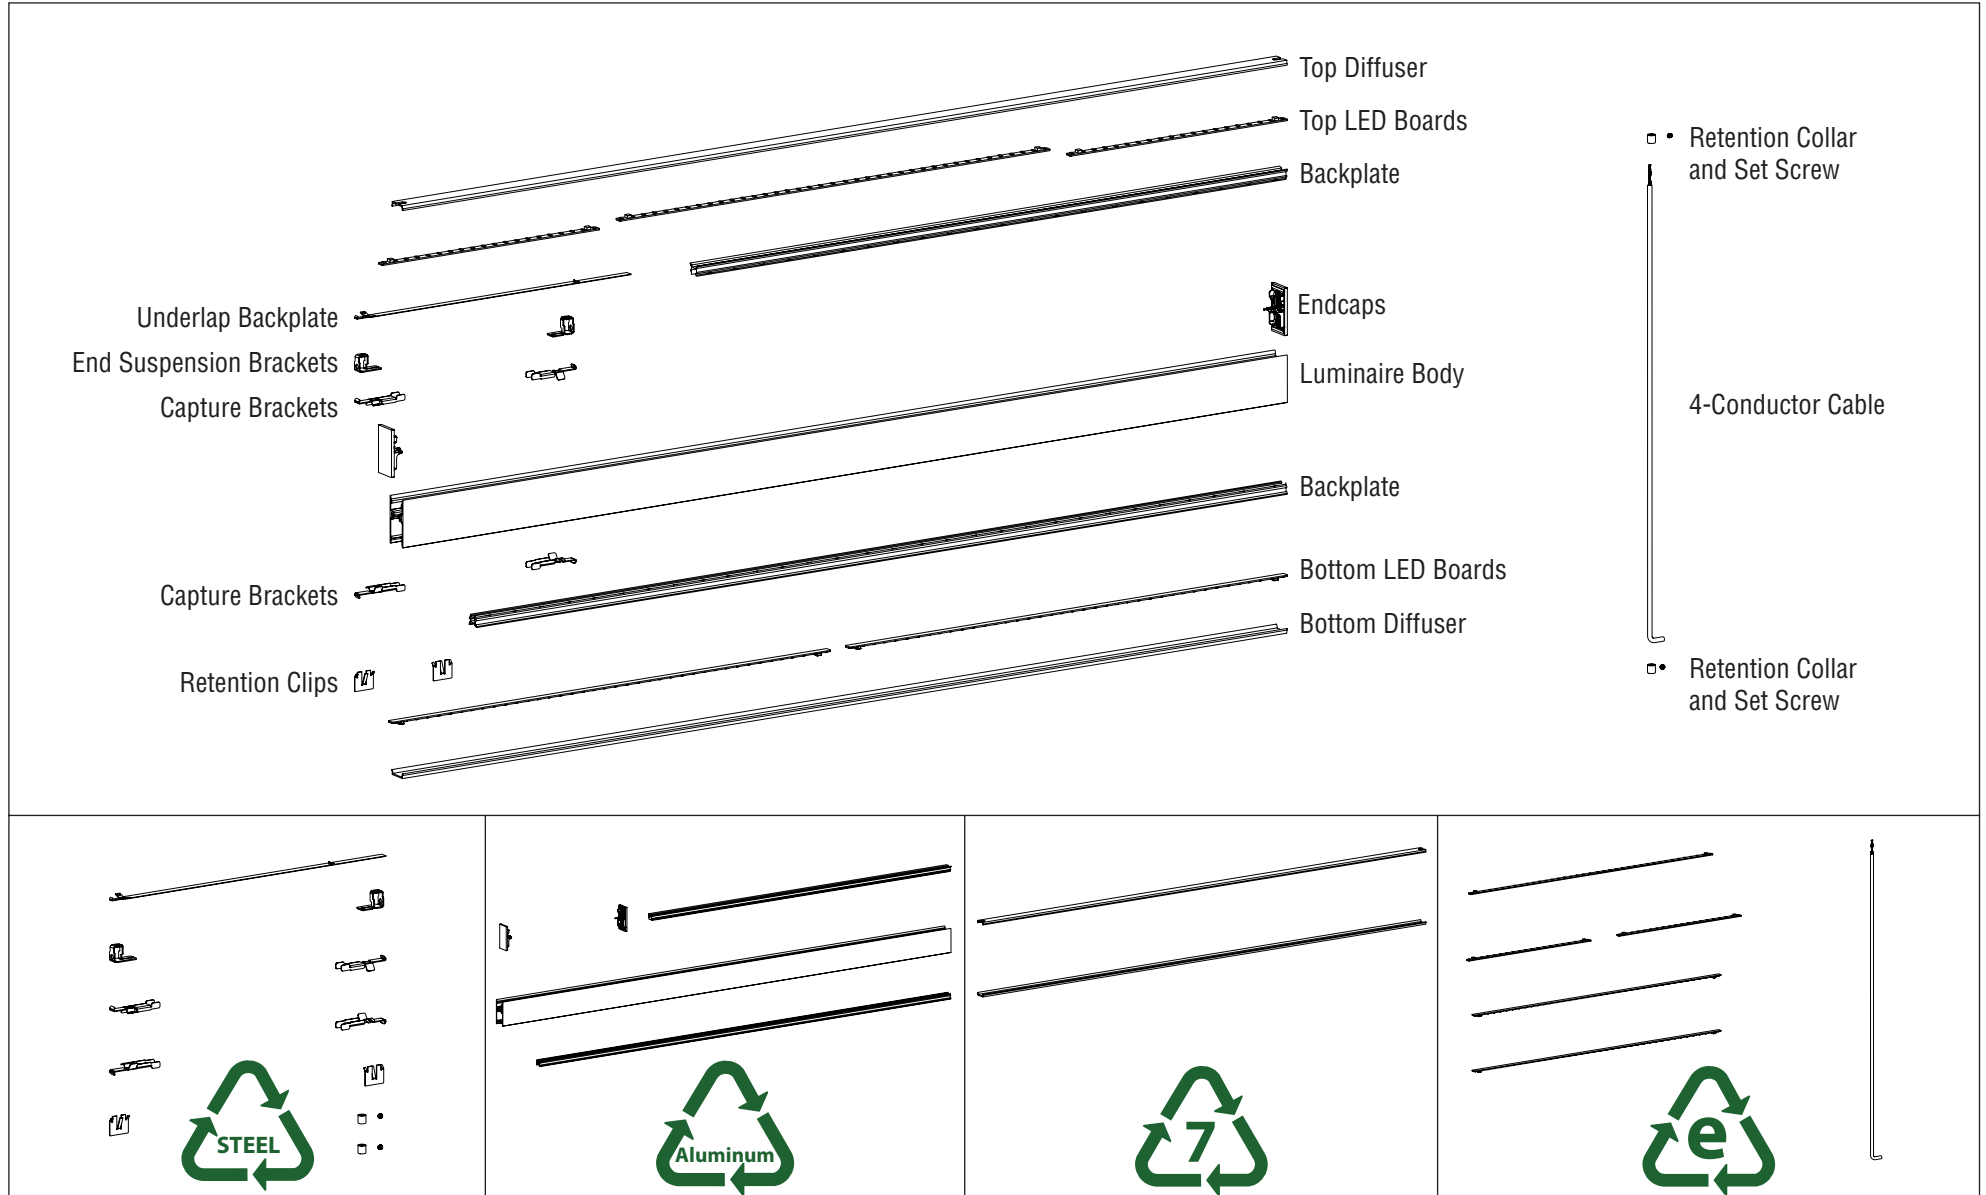 Top Diffuser
Top LED Boards
Backplate
Underlap Backplate
End Suspension Brackets
Capture Brackets
Endcaps
Luminaire Body
Backplate
Capture Brackets
Bottom LED Boards
Bottom Diffuser
Retention Clips
Retention Collar
and Set Screw
4-Conductor Cable
Retention Collar
and Set Screw
STEEL
Aluminum
7
e